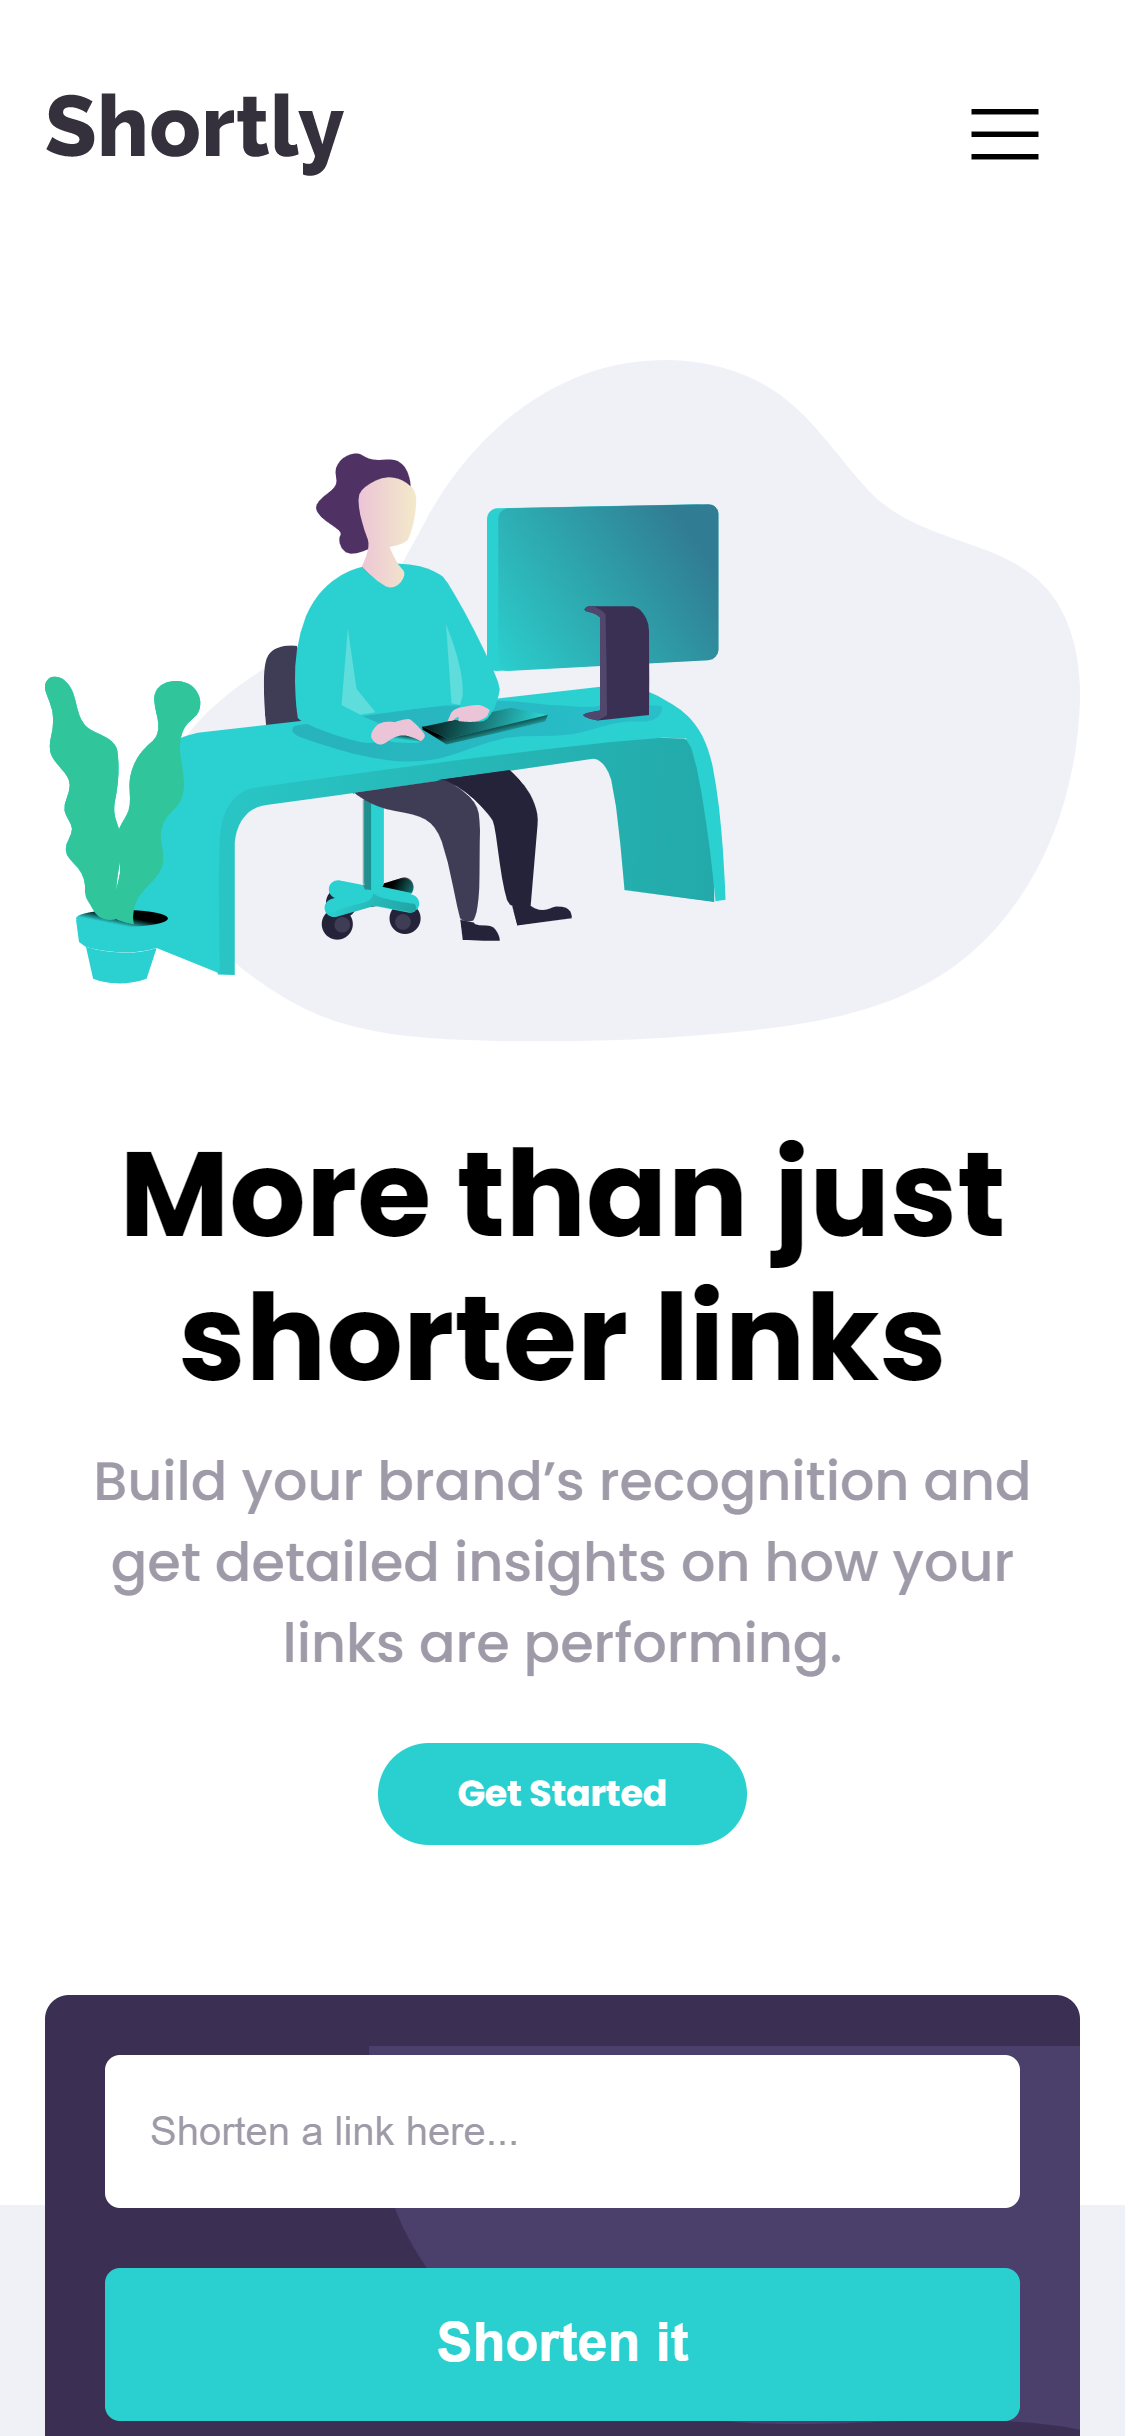 Shortly
More than just
shorter links
Build your brand’s recognition and
get detailed insights on how your
links are performing.
Get Started
Shorten a link here...
Shorten it